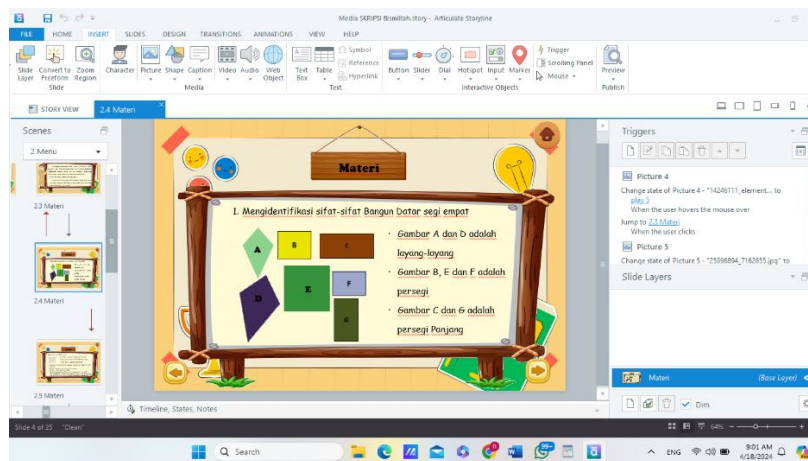 Media SKRIPSI Bismillah.story - Articulate Storyline
FILE HOME INSERT SLIDES DESIGN TRANSITIONS ANIMATIONS VIEW HELP
Slide Layer
Convert to Freeform
Zoom Region
Character
Picture
Shape
Caption
Video
Audio
Web Object
Text Box
Table
Symbol
Reference
Hyperlink
Button
Slider
Dial
Hotspot
Input
Marker
Trigger
Scrolling Panel
Mouse
Preview
Slide Media Text Interactive Objects Publish
STORY VIEW 2.4 Materi
Scenes
2 Menu
2.3 Materi
2.4 Materi
2.5 Materi
Materi
1. Mengidentifikasi sifat-sifat Bangun Datar segi empat
A B C
D E F
G
· Gambar A dan D adalah
layang-layang
· Gambar B, E dan F adalah
persegi
· Gambar C dan G adalah
persegi Panjang
Timeline, States, Notes
Triggers
Picture 4
Change state of Picture 4 - "14246111_element... to
play 5
When the user hovers the mouse over
Jump to 2.3 Materi
When the user clicks
Picture 5
Change state of Picture 5 - "25898894_7162655.jpg" to
Slide Layers
Materi (Base Layer)
Dim
Slide 4 of 25 "Clean"
64%
Search
99+
ENG
9:01 AM
4/18/2024